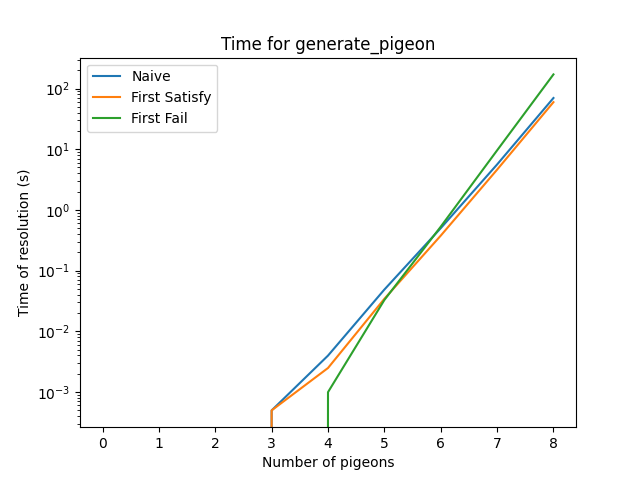 Time for generate_pigeon
Naive
First Satisfy
First Fail
Time of resolution (s)
10²
10¹
10⁰
10⁻¹
10⁻²
10⁻³
0 1 2 3 4 5 6 7 8
Number of pigeons